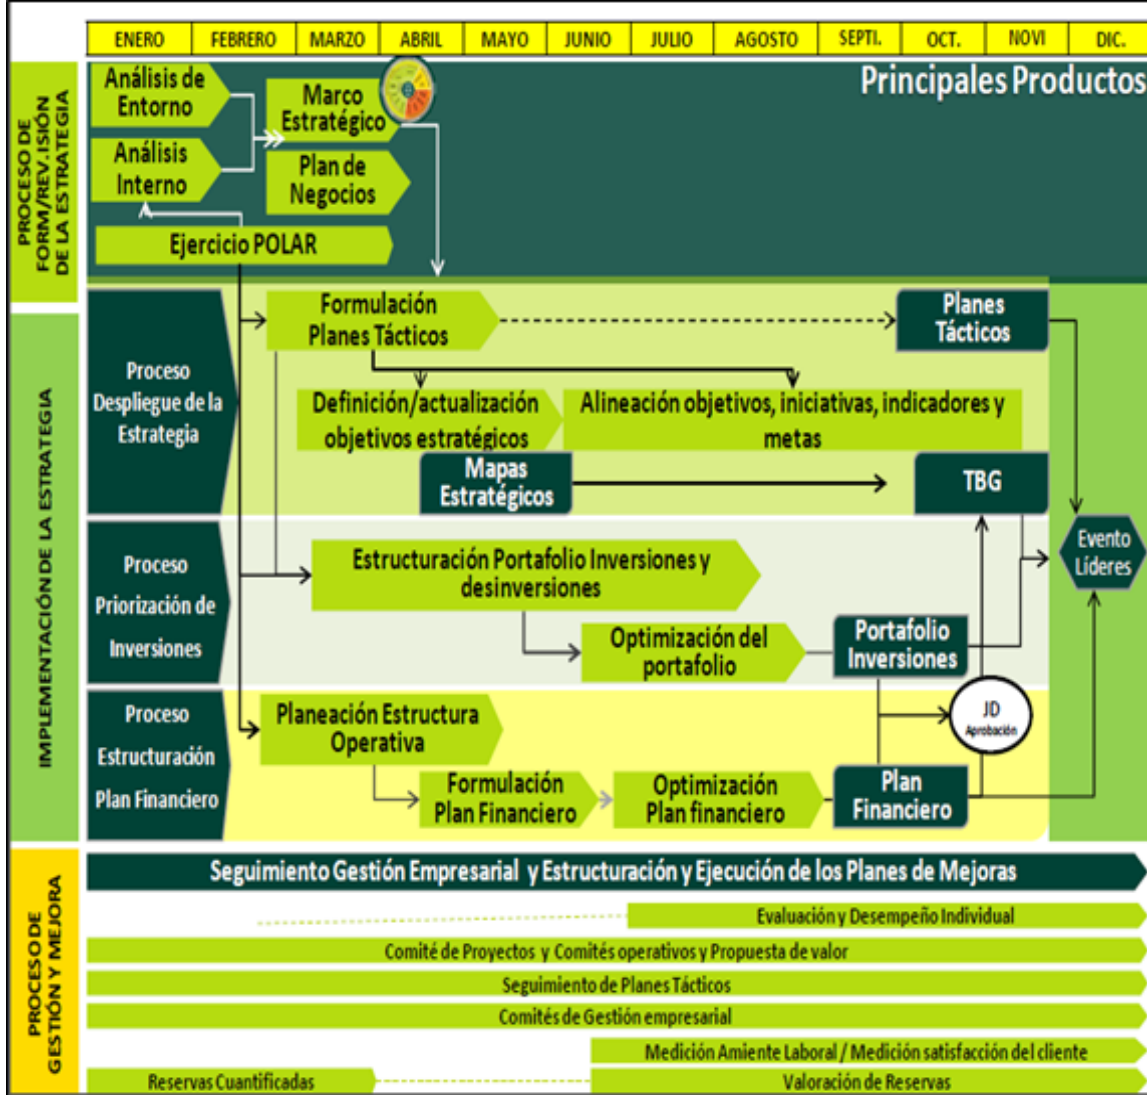 ENERO FEBRERO MARZO ABRIL MAYO JUNIO JULIO AGOSTO SEPTI. OCT. NOVI DIC.
PROCESO DE
FORM/REV.ISIÓN
DE LA ESTRATEGIA
Principales Productos
Análisis de
Entorno
Análisis
Interno
Marco
Estratégico
Plan de
Negocios
Ejercicio POLAR
IMPLEMENTACIÓN DE LA ESTRATEGIA
Proceso
Despliegue de la
Estrategia
Formulación
Planes Tácticos
Planes
Tácticos
Definición/actualización
objetivos estratégicos
Alineación objetivos, iniciativas, indicadores y
metas
Mapas
Estratégicos
TBG
Proceso
Priorización de
Inversiones
Estructuración Portafolio Inversiones y
desinversiones
Optimización del
portafolio
Portafolio
Inversiones
Evento
Líderes
Proceso
Estructuración
Plan Financiero
Planeación Estructura
Operativa
Formulación
Plan Financiero
Optimización
Plan financiero
Plan
Financiero
JD
Aprobación
PROCESO DE
GESTIÓN Y MEJORA
Seguimiento Gestión Empresarial y Estructuración y Ejecución de los Planes de Mejoras
Evaluación y Desempeño Individual
Comité de Proyectos y Comités operativos y Propuesta de valor
Seguimiento de Planes Tácticos
Comités de Gestión empresarial
Medición Amiente Laboral / Medición satisfacción del cliente
Reservas Cuantificadas
Valoración de Reservas